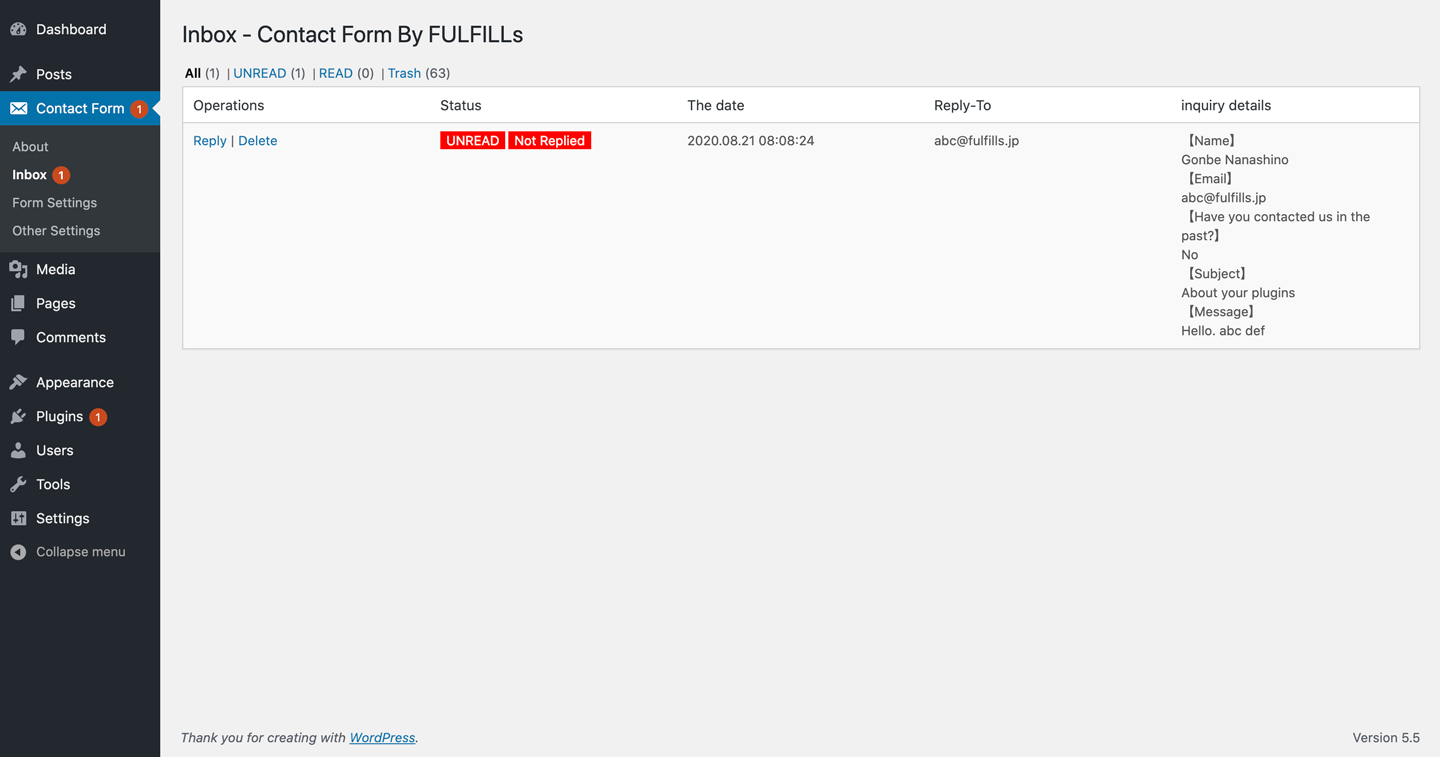 Dashboard
Posts
Contact Form 1
About
Inbox 1
Form Settings
Other Settings
Media
Pages
Comments
Appearance
Plugins 1
Users
Tools
Settings
Collapse menu
Inbox - Contact Form By FULFILLs
All (1) | UNREAD (1) | READ (0) | Trash (63)
Operations Status The date Reply-To inquiry details
Reply | Delete UNREAD Not Replied 2020.08.21 08:08:24 abc@fulfills.jp 【Name】
Gonbe Nanashino
【Email】
abc@fulfills.jp
【Have you contacted us in the
past?】
No
【Subject】
About your plugins
【Message】
Hello. abc def
Thank you for creating with WordPress.
Version 5.5